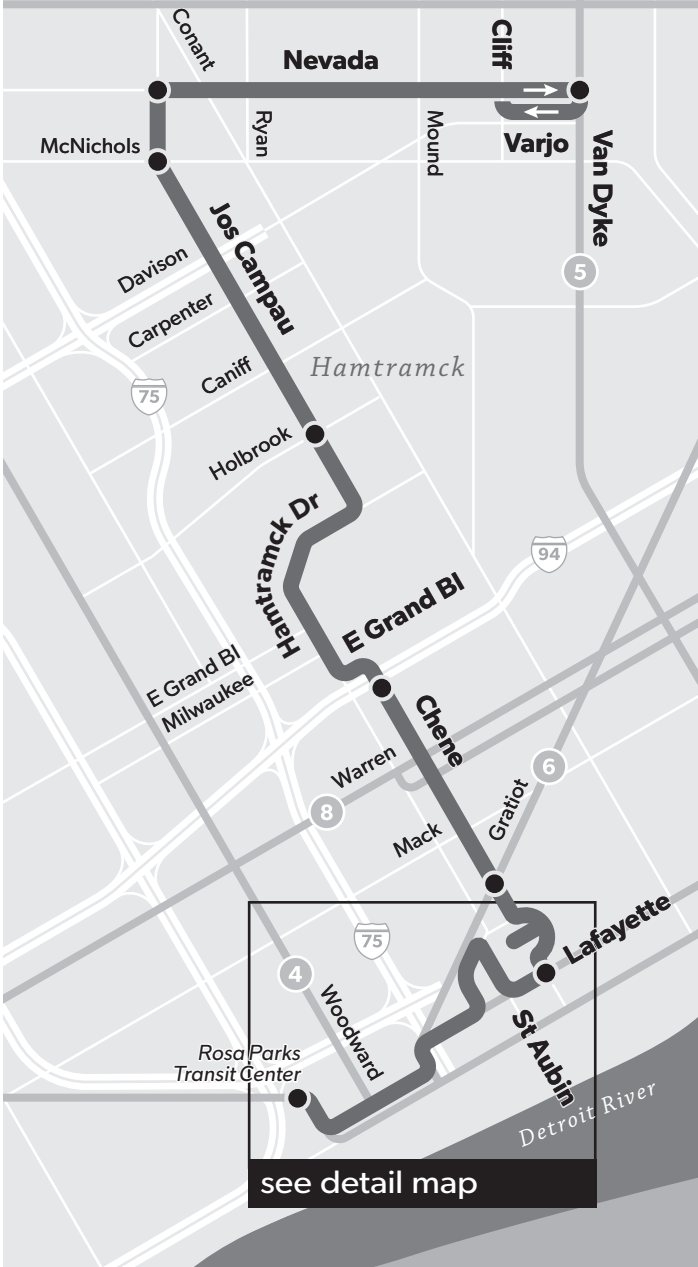 Conant
Cliff
Nevada
McNichols
Ryan
Mound
Varjo
Van Dyke
Jos Campau
Davison
5
Carpenter
Hamtramck
75
Caniff
Holbrook
Hamtramck Dr
94
E Grand Bl
E Grand Bl
Milwaukee
Chene
Warren
6
8
Gratiot
Mack
Lafayette
75
4
Woodward
St Aubin
Rosa Parks
Transit Center
Detroit River
see detail map